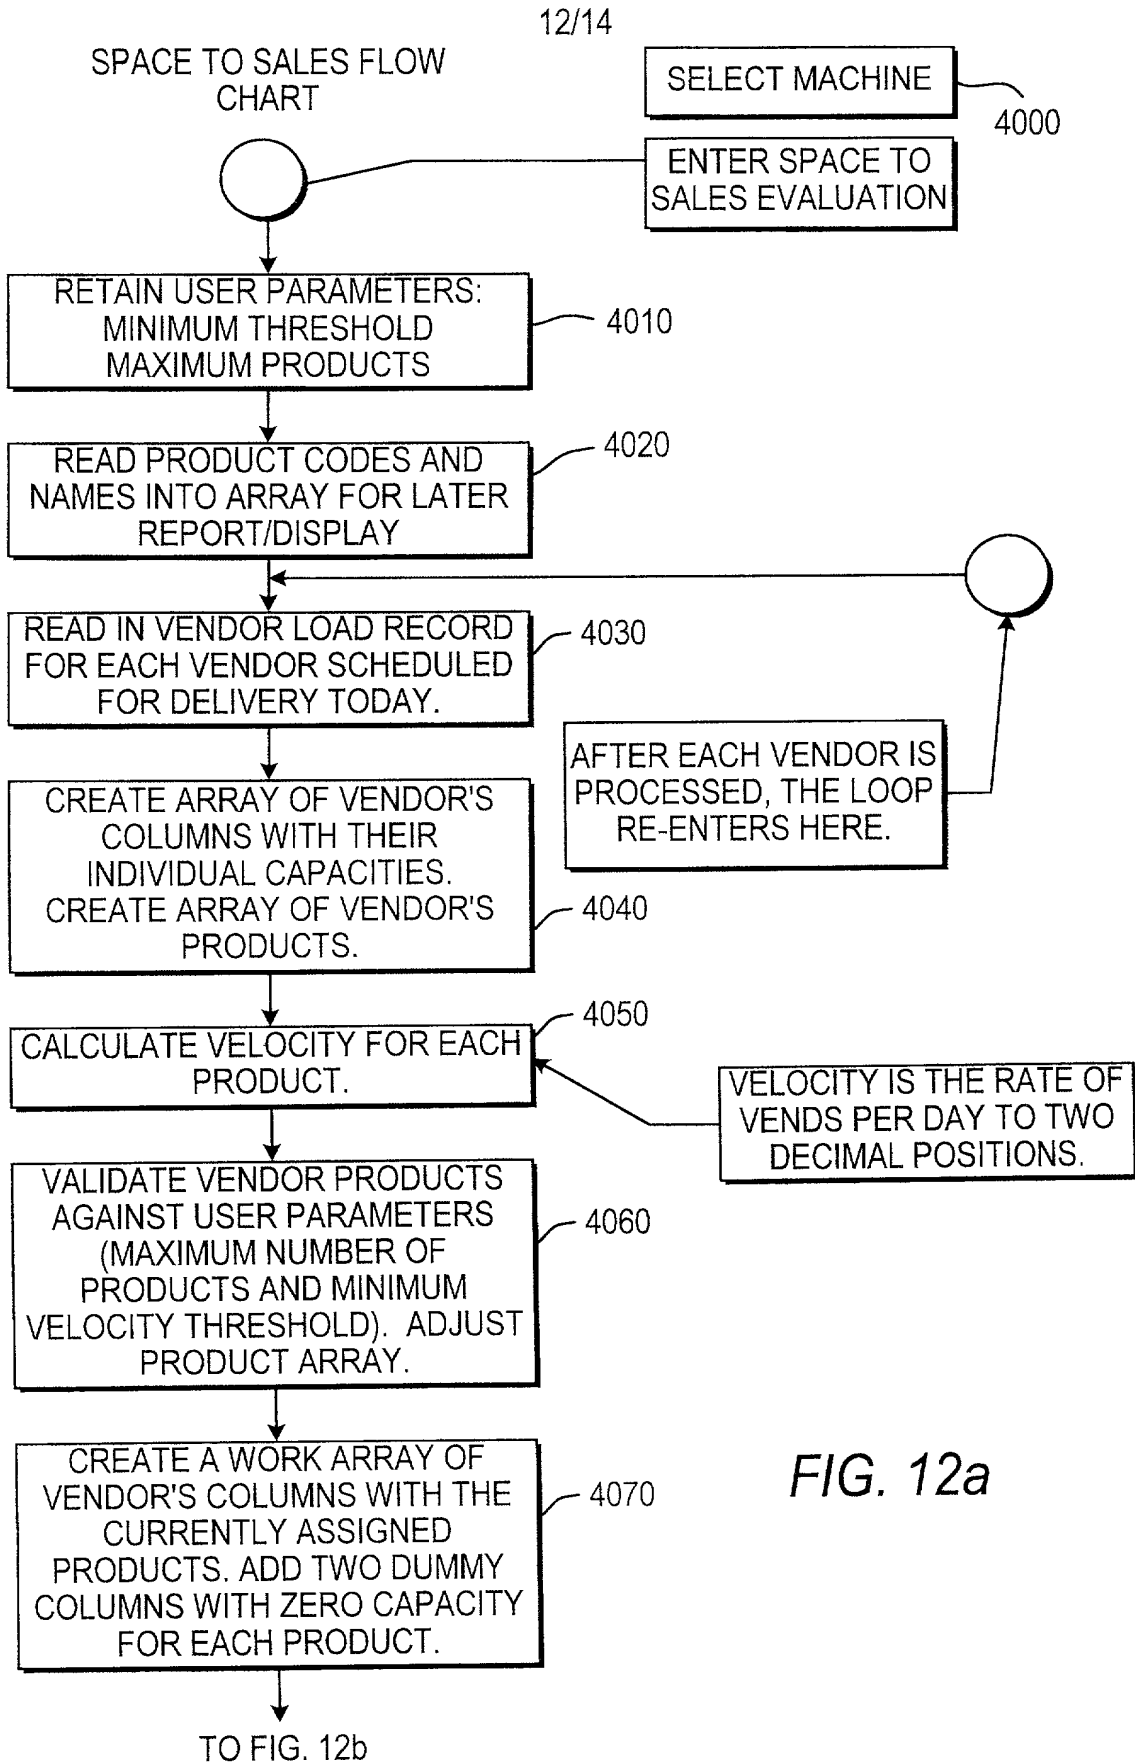 12/14
SPACE TO SALES FLOW
CHART
SELECT MACHINE
4000
ENTER SPACE TO
SALES EVALUATION
RETAIN USER PARAMETERS:
MINIMUM THRESHOLD
MAXIMUM PRODUCTS
4010
READ PRODUCT CODES AND
NAMES INTO ARRAY FOR LATER
REPORT/DISPLAY
4020
READ IN VENDOR LOAD RECORD
FOR EACH VENDOR SCHEDULED
FOR DELIVERY TODAY.
4030
AFTER EACH VENDOR IS
PROCESSED, THE LOOP
RE-ENTERS HERE.
CREATE ARRAY OF VENDOR'S
COLUMNS WITH THEIR
INDIVIDUAL CAPACITIES.
CREATE ARRAY OF VENDOR'S
PRODUCTS.
4040
CALCULATE VELOCITY FOR EACH
PRODUCT.
4050
VELOCITY IS THE RATE OF
VENDS PER DAY TO TWO
DECIMAL POSITIONS.
VALIDATE VENDOR PRODUCTS
AGAINST USER PARAMETERS
(MAXIMUM NUMBER OF
PRODUCTS AND MINIMUM
VELOCITY THRESHOLD). ADJUST
PRODUCT ARRAY.
4060
CREATE A WORK ARRAY OF
VENDOR'S COLUMNS WITH THE
CURRENTLY ASSIGNED
PRODUCTS. ADD TWO DUMMY
COLUMNS WITH ZERO CAPACITY
FOR EACH PRODUCT.
4070
FIG. 12a
TO FIG. 12b